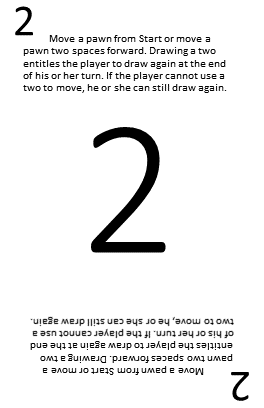 2
Move a pawn from Start or move a
pawn two spaces forward. Drawing a two
entitles the player to draw again at the end
of his or her turn. If the player cannot use a
two to move, he or she can still draw again.
2
Move a pawn from Start or move a
pawn two spaces forward. Drawing a two
entitles the player to draw again at the end
of his or her turn. If the player cannot use a
two to move, he or she can still draw again.
2